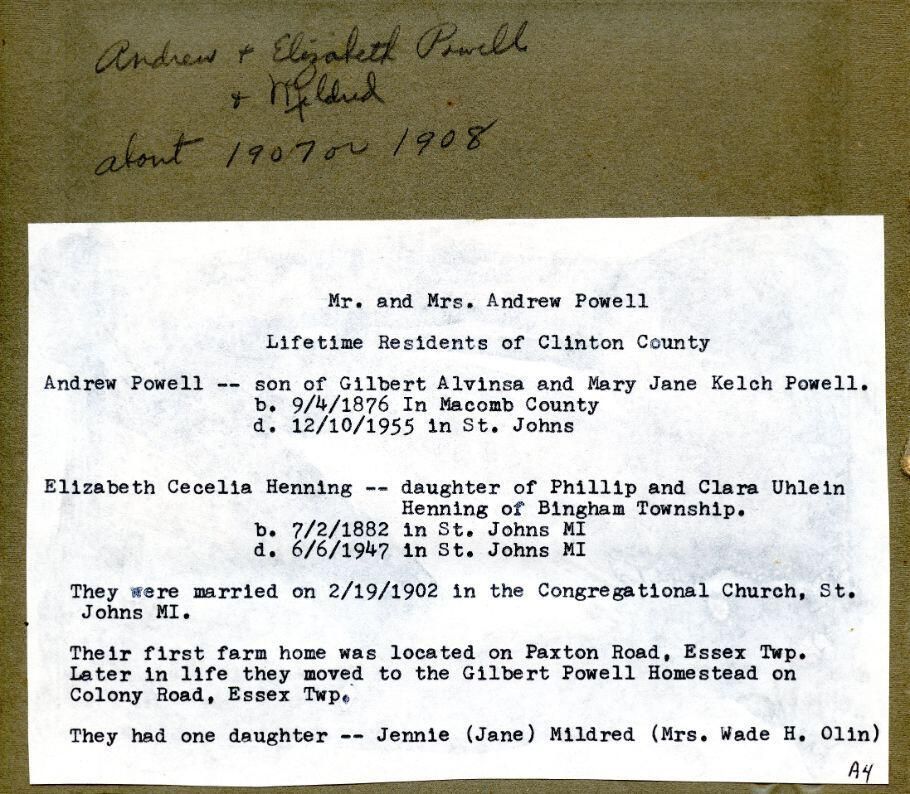 Andrew + Elizabeth Powell
+ Mildred
about 1907 or 1908
Mr. and Mrs. Andrew Powell
Lifetime Residents of Clinton County
Andrew Powell -- son of Gilbert Alvinsa and Mary Jane Kelch Powell.
b. 9/4/1876 In Macomb County
d. 12/10/1955 in St. Johns
Elizabeth Cecelia Henning -- daughter of Phillip and Clara Uhlein
Henning of Bingham Township.
b. 7/2/1882 in St. Johns MI
d. 6/6/1947 in St. Johns MI
They were married on 2/19/1902 in the Congregational Church, St.
Johns MI.
Their first farm home was located on Paxton Road, Essex Twp.
Later in life they moved to the Gilbert Powell Homestead on
Colony Road, Essex Twp.
They had one daughter -- Jennie (Jane) Mildred (Mrs. Wade H. Olin)
A4